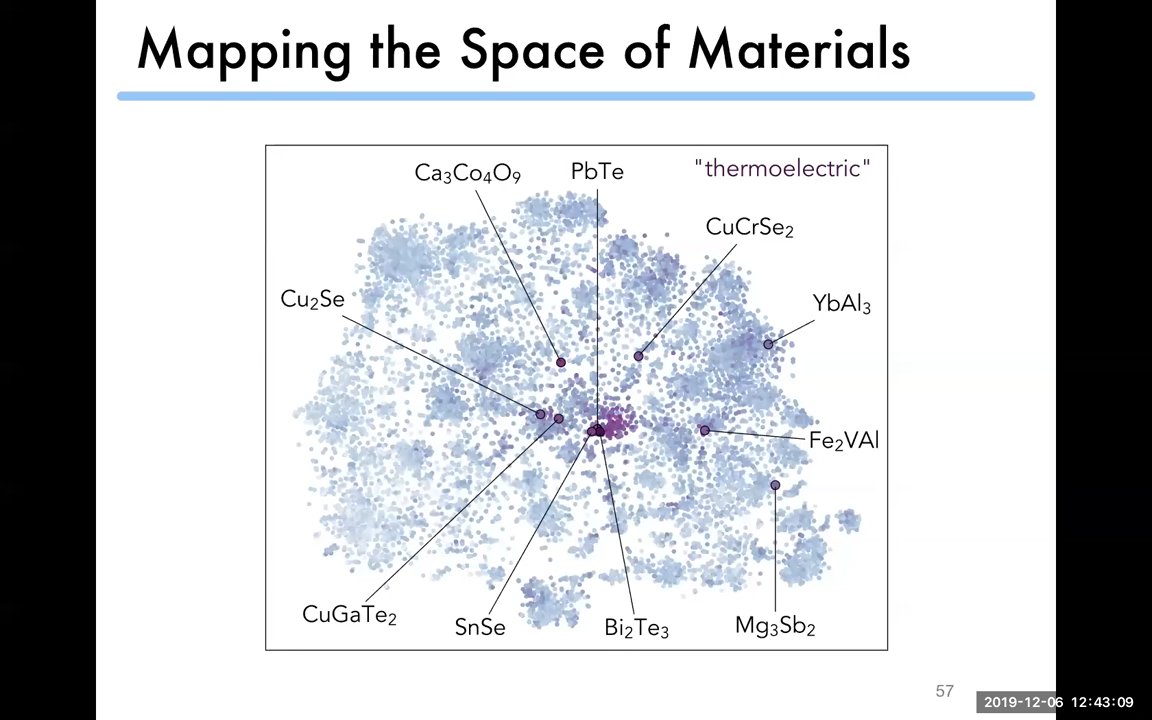 Mapping the Space of Materials
Ca₃Co₄O₉
PbTe
"thermoelectric"
CuCrSe₂
Cu₂Se
YbAl₃
Fe₂VAl
CuGaTe₂
SnSe
Bi₂Te₃
Mg₃Sb₂
57
2019-12-06 12:43:09